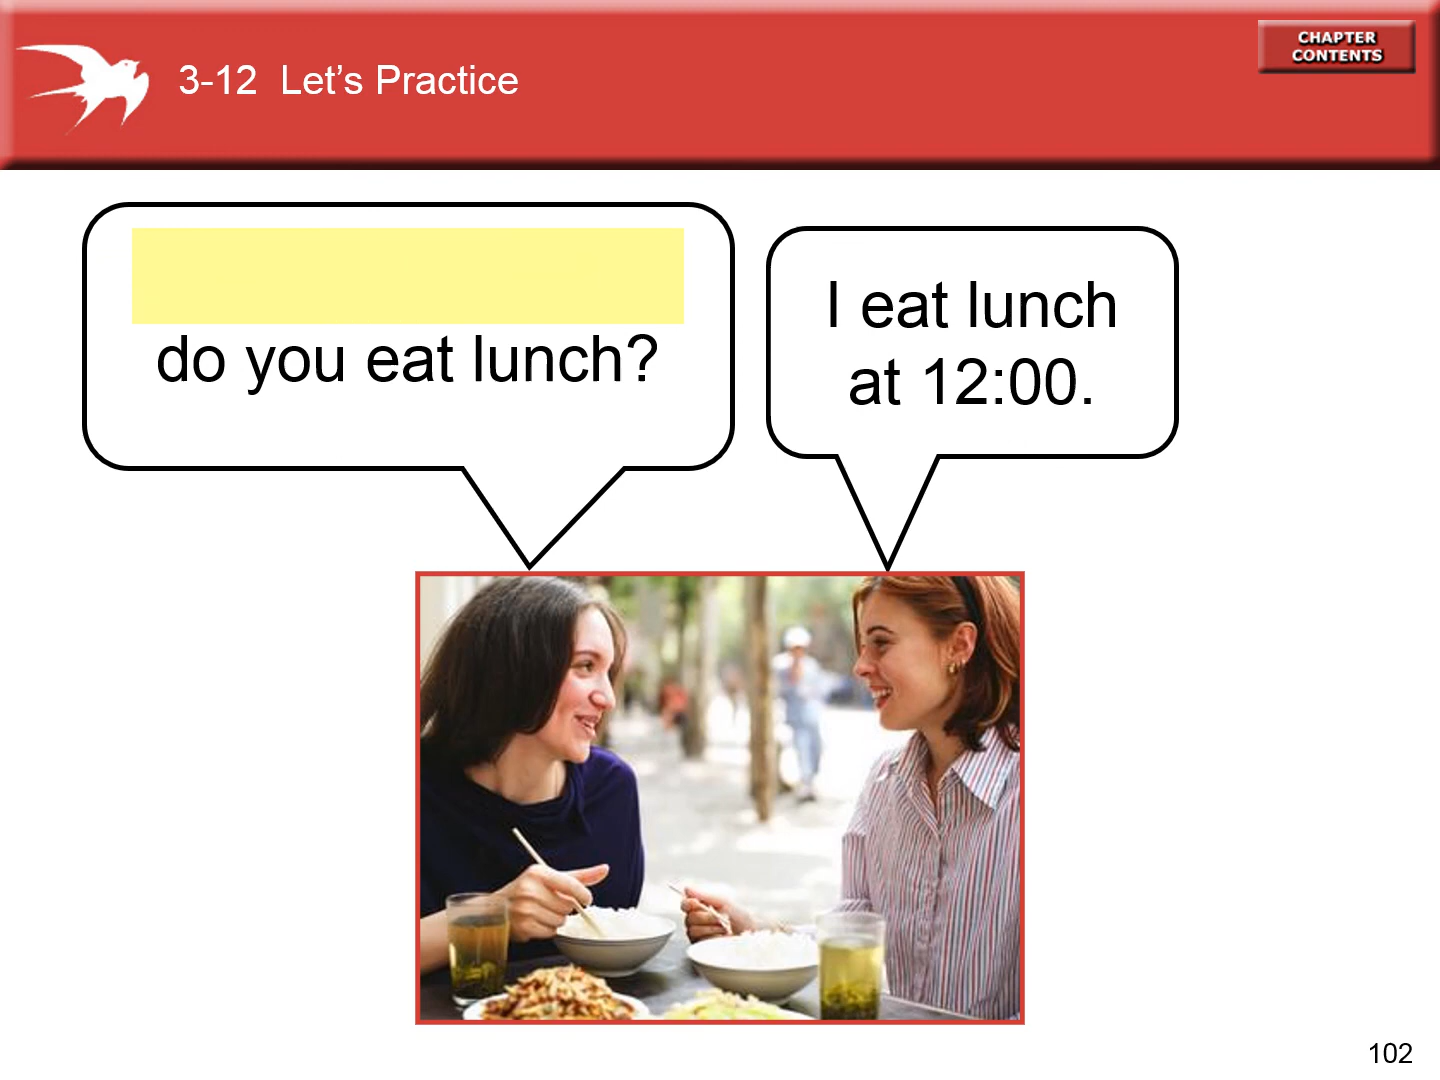 3-12 Let’s Practice
CHAPTER
CONTENTS
do you eat lunch?
I eat lunch
at 12:00.
102